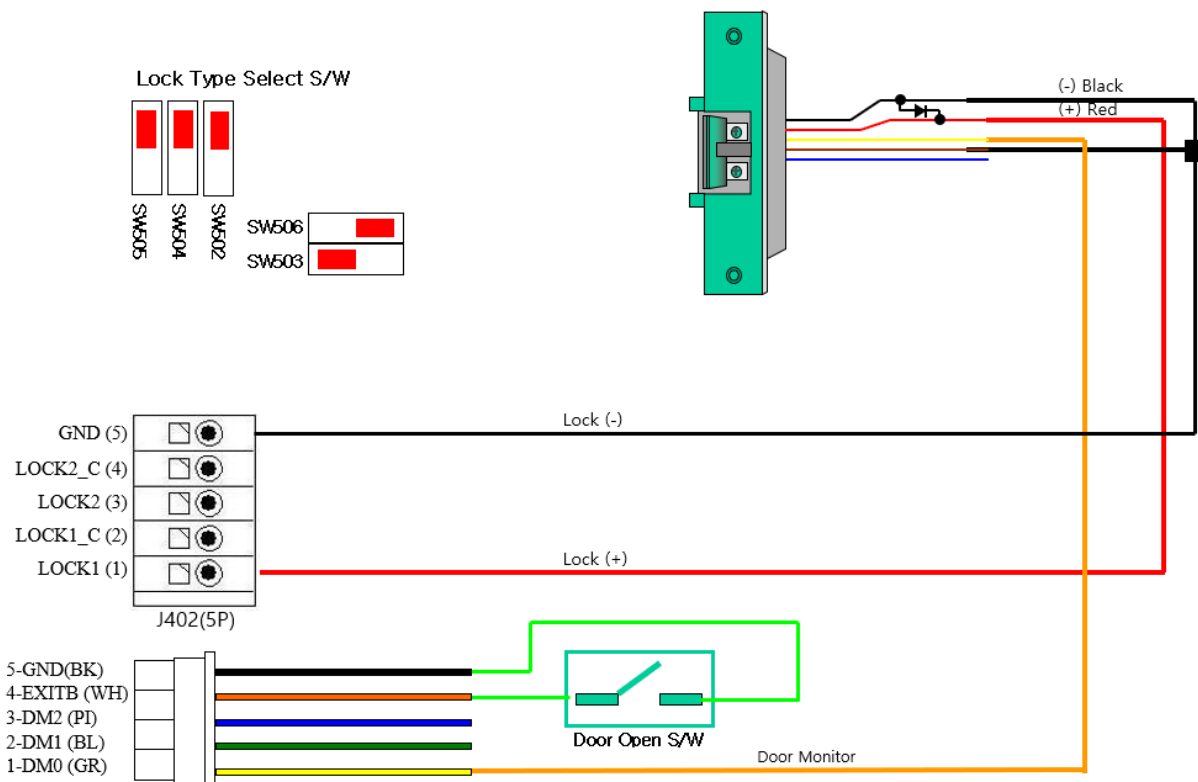 Lock Type Select S/W
SW505
SW504
SW502
SW506
SW503
(-) Black
(+) Red
GND (5)
LOCK2_C (4)
LOCK2 (3)
LOCK1_C (2)
LOCK1 (1)
J402(5P)
Lock (-)
Lock (+)
5-GND(BK)
4-EXITB (WH)
3-DM2 (PI)
2-DM1 (BL)
1-DM0 (GR)
Door Open S/W
Door Monitor